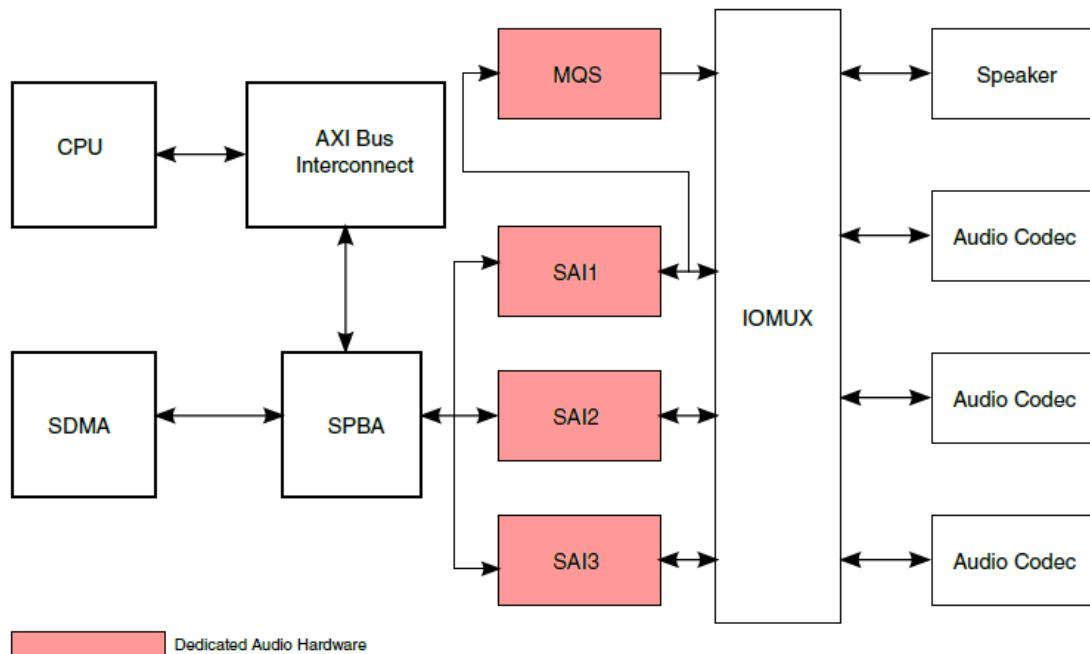 MQS
Speaker
CPU
AXI Bus
Interconnect
SAI1
Audio Codec
IOMUX
SDMA
SPBA
SAI2
Audio Codec
SAI3
Audio Codec
Dedicated Audio Hardware